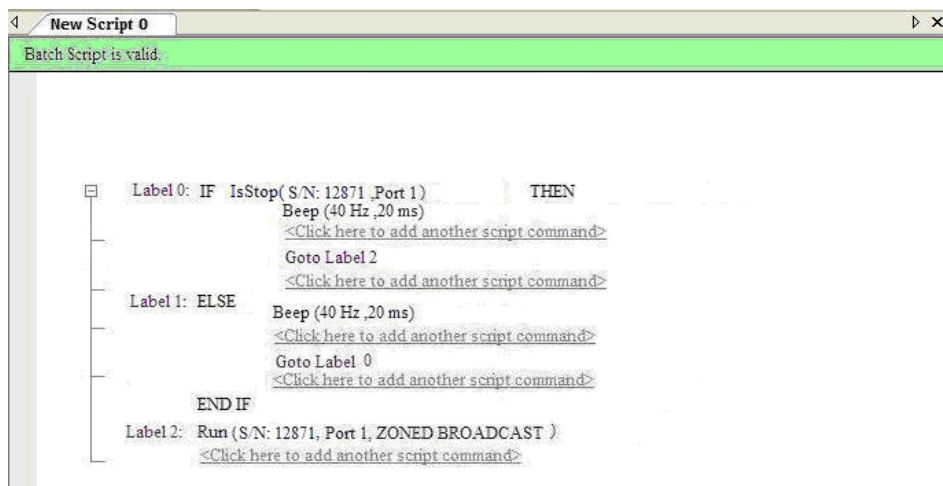 New Script 0
Batch Script is valid.
Label 0: IF IsStop( S/N: 12871 ,Port 1) THEN
Beep (40 Hz ,20 ms)
<Click here to add another script command>
Goto Label 2
<Click here to add another script command>
Label 1: ELSE
Beep (40 Hz ,20 ms)
<Click here to add another script command>
Goto Label 0
<Click here to add another script command>
END IF
Label 2: Run (S/N: 12871, Port 1, ZONED BROADCAST )
<Click here to add another script command>